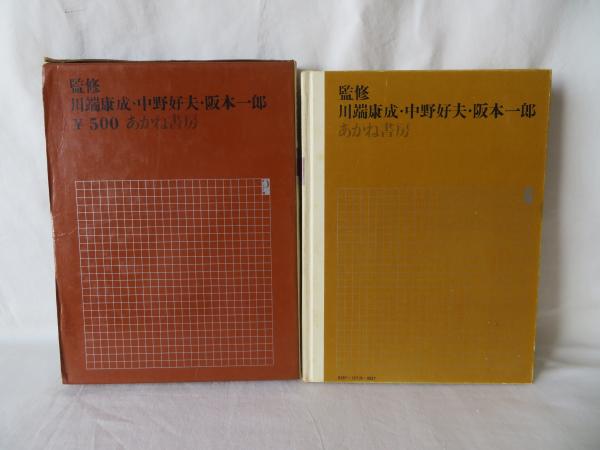 監修
川端康成・中野好夫・阪本一郎
¥500 あかね書房
2
監修
川端康成・中野好夫・阪本一郎
あかね書房